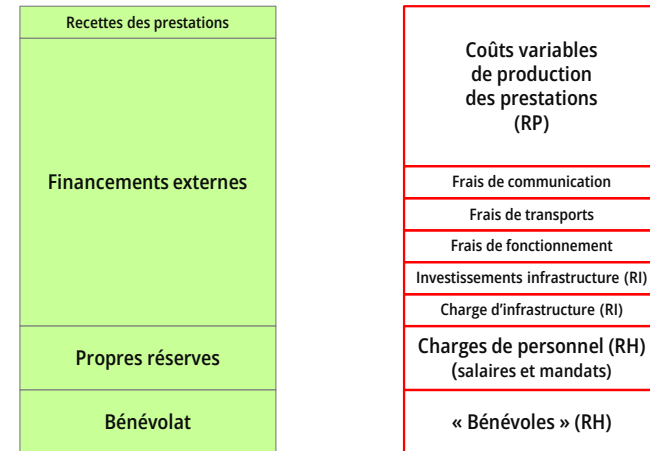 Recettes des prestations
Financements externes
Propres réserves
Bénévolat
Coûts variables
de production
des prestations
(RP)
Frais de communication
Frais de transports
Frais de fonctionnement
Investissements infrastructure (RI)
Charge d’infrastructure (RI)
Charges de personnel (RH)
(salaires et mandats)
« Bénévoles » (RH)